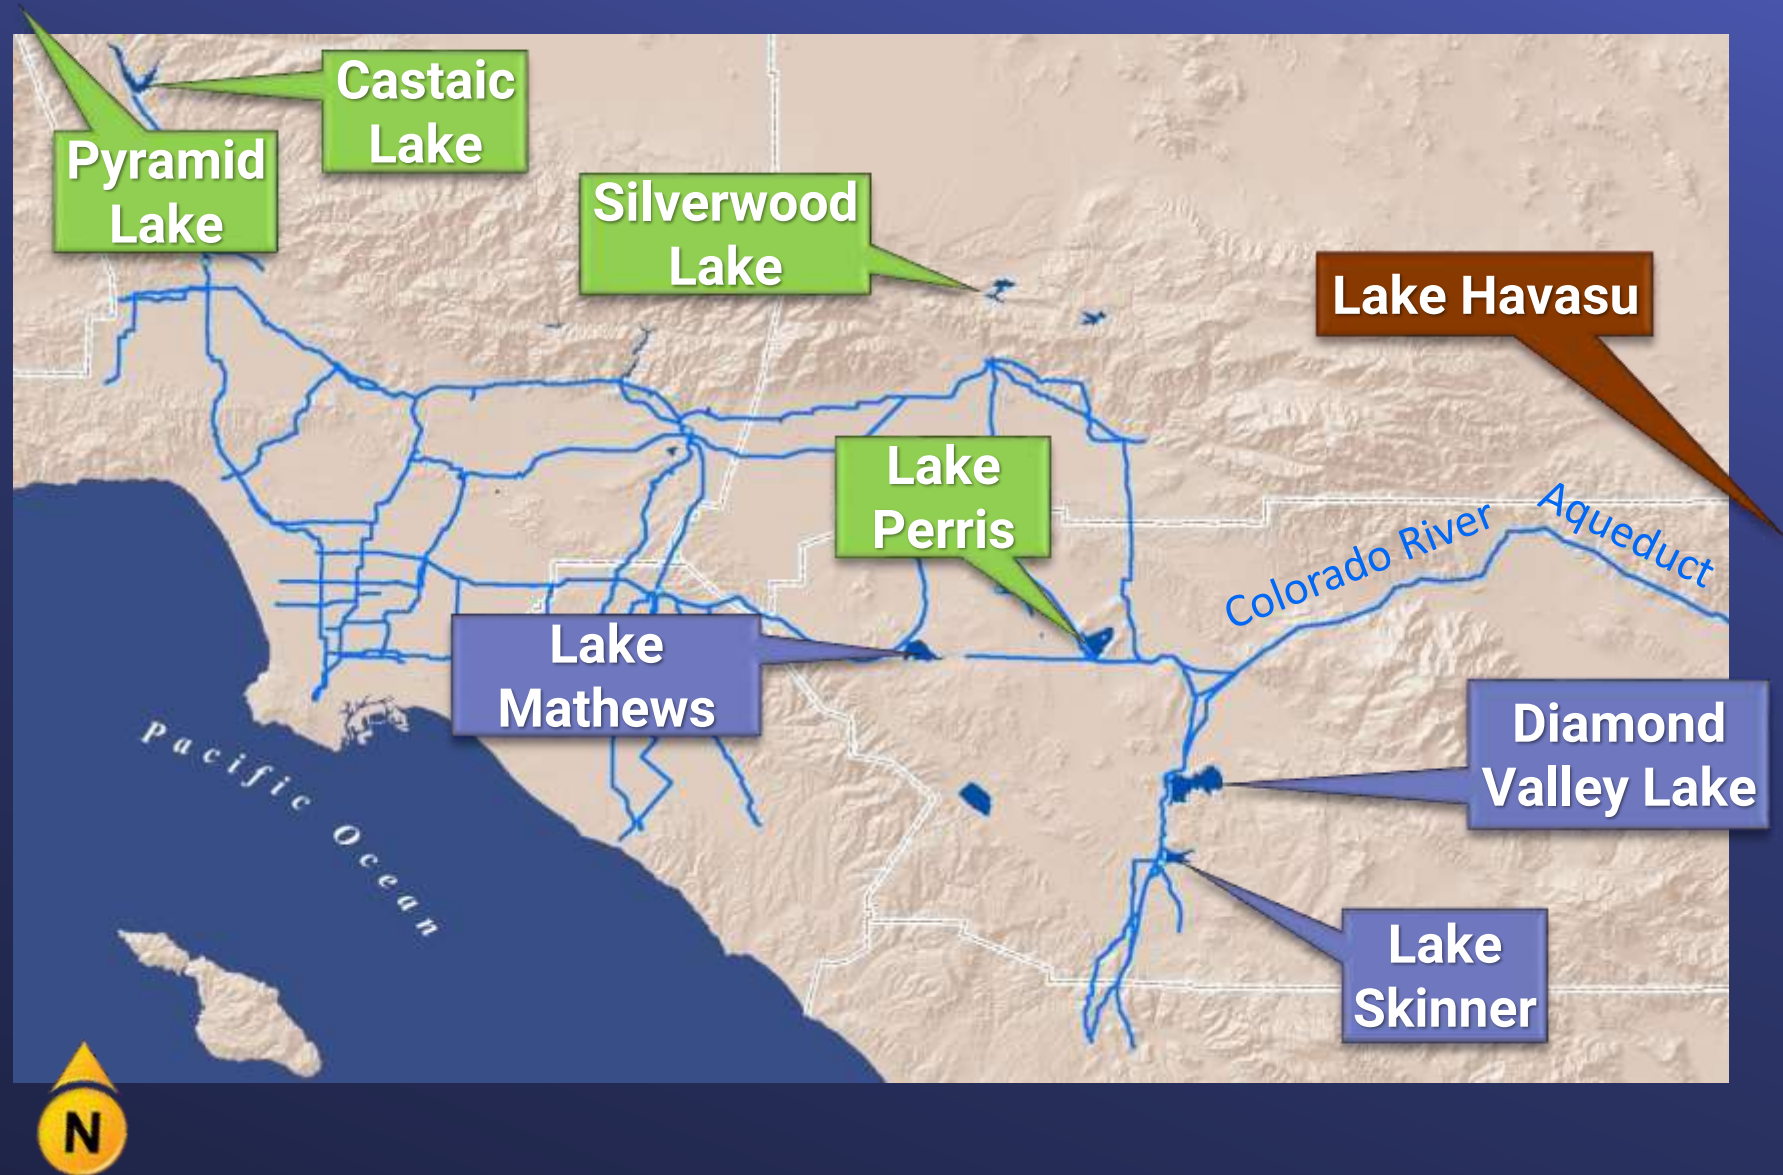 Castaic
Lake
Pyramid
Lake
Silverwood
Lake
Lake Havasu
Lake
Perris
Colorado River Aqueduct
Lake
Mathews
Diamond
Valley Lake
Pacific Ocean
Lake
Skinner
N